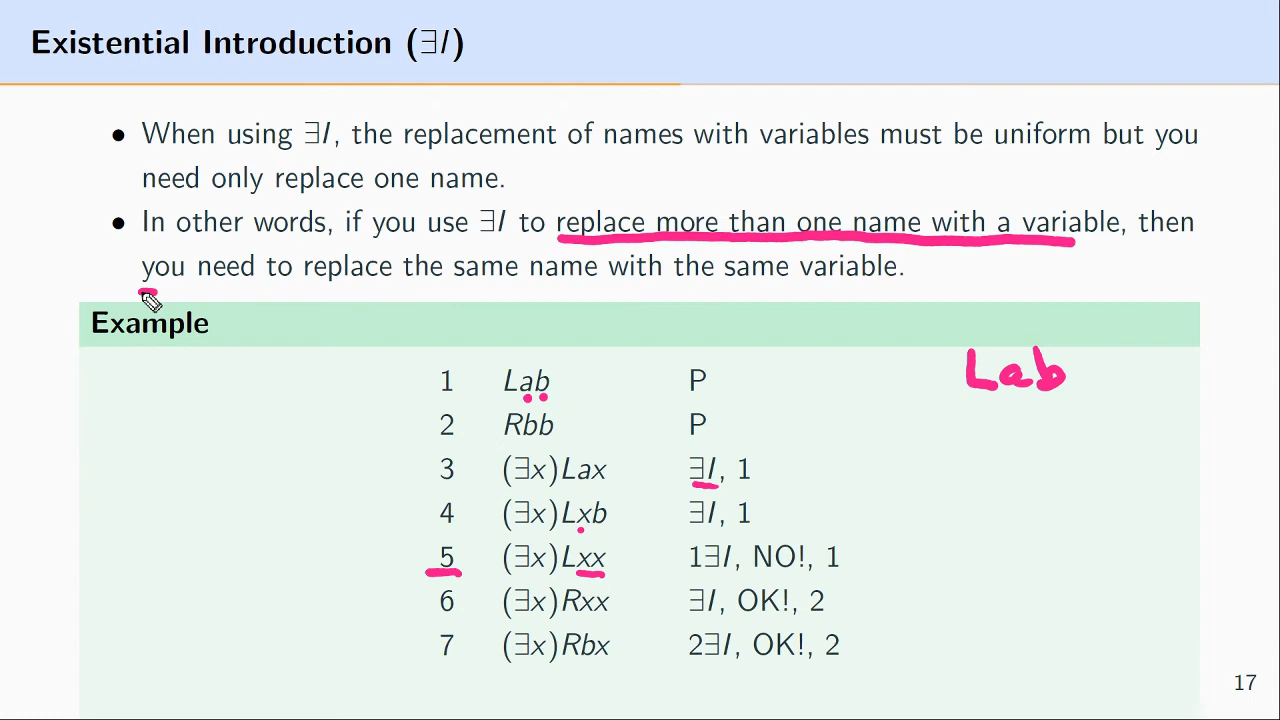 Existential Introduction (∃I)
• When using ∃I, the replacement of names with variables must be uniform but you
need only replace one name.
• In other words, if you use ∃I to replace more than one name with a variable, then
you need to replace the same name with the same variable.
Example
Lab
1 Lab P
2 Rbb P
3 (∃x)Lax ∃I, 1
4 (∃x)Lxb ∃I, 1
5 (∃x)Lxx 1∃I, NO!, 1
6 (∃x)Rxx ∃I, OK!, 2
7 (∃x)Rbx 2∃I, OK!, 2
17